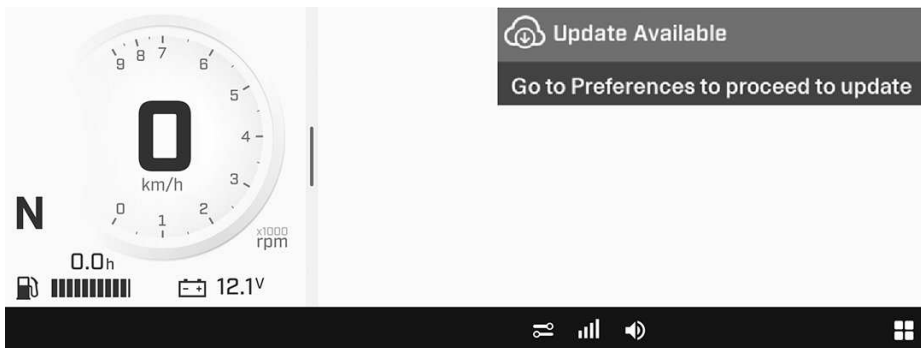 9 8 7 6
5
4
3
0 1 2
0
km/h
x1000
rpm
N
0.0h
12.1V
Update Available
Go to Preferences to proceed to update